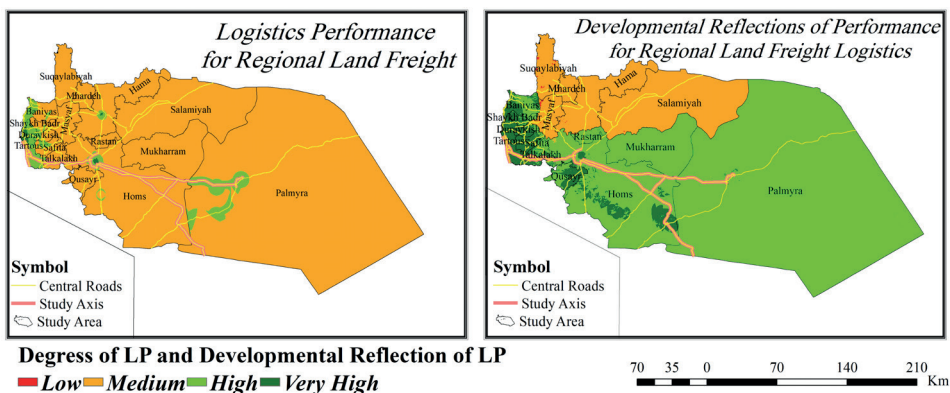 Logistics Performance
for Regional Land Freight
Suqaylabiyah
Mhardeh
Hama
Salamiyah
Baniyas
Masyaf
Shaykh Badr
Duraykish
Tartous
Safita
Talkalakh
Rastan
Mukharram
Qusayr
Homs
Palmyra
Symbol
Central Roads
Study Axis
Study Area
Developmental Reflections of Performance
for Regional Land Freight Logistics
Suqaylabiyah
Mhardeh
Hama
Salamiyah
Baniyas
Masyaf
Shaykh Badr
Duraykish
Tartous
Safita
Talkalakh
Rastan
Mukharram
Qusayr
Homs
Palmyra
Symbol
Central Roads
Study Axis
Study Area
Degress of LP and Developmental Reflection of LP
Low Medium High Very High
70 35 0 70 140 210
Km